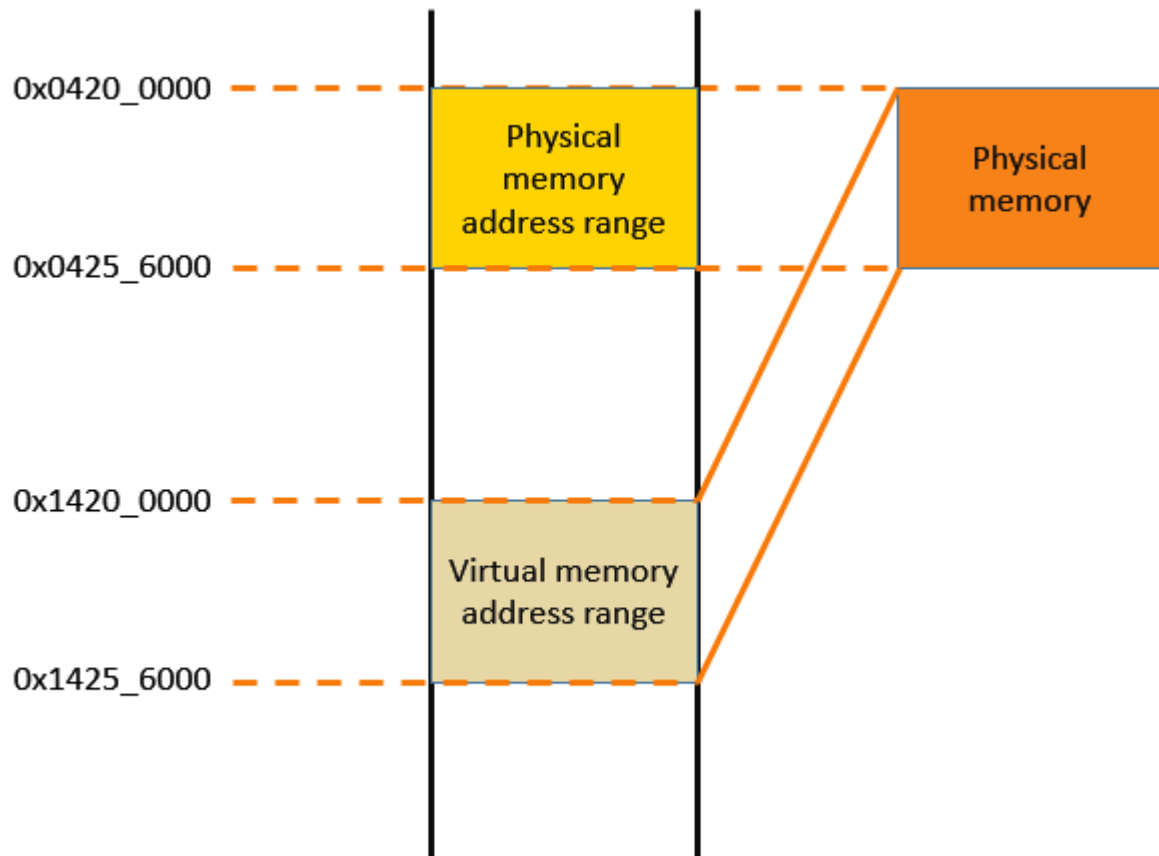 0x0420_0000
Physical
memory
address range
Physical
memory
0x0425_6000
0x1420_0000
Virtual memory
address range
0x1425_6000